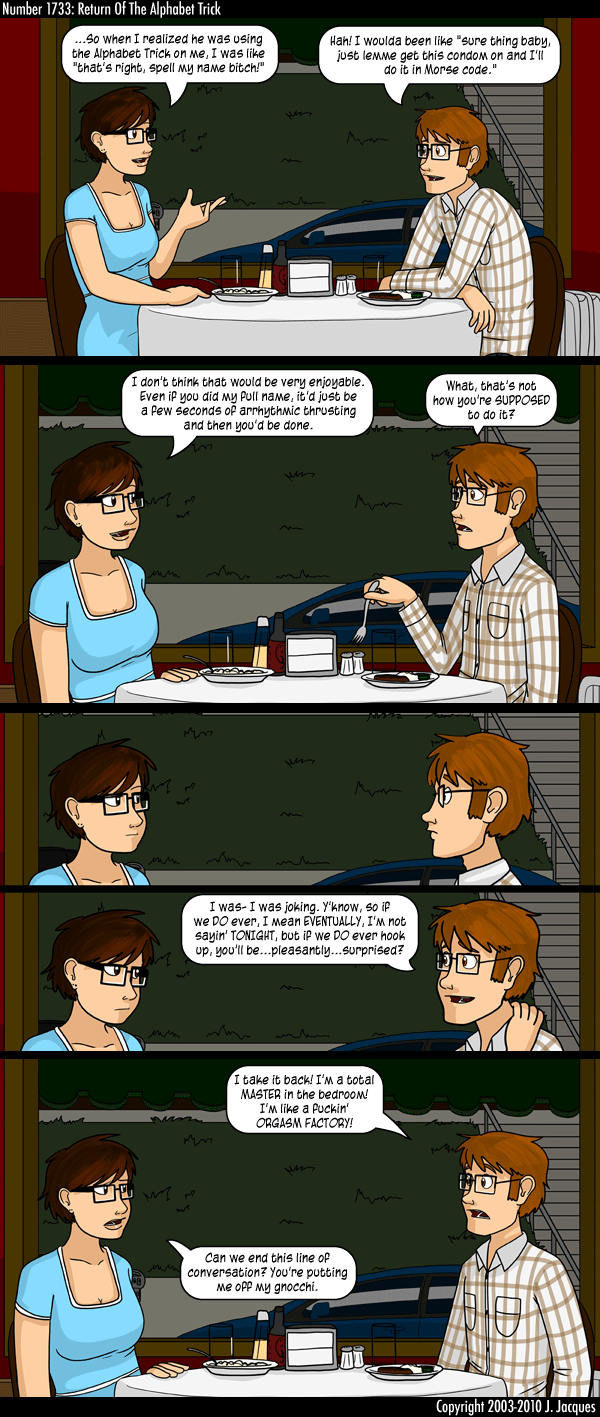 Number 1733: Return Of The Alphabet Trick
...So when I realized he was using
the Alphabet Trick on me, I was like
"that's right, spell my name bitch!"
Hah! I woulda been like "sure thing baby,
just lemme get this condom on and I'll
do it in Morse code."
I don't think that would be very enjoyable.
Even if you did my full name, it'd just be
a few seconds of arrhythmic thrusting
and then you'd be done.
What, that's not
how you're SUPPOSED
to do it?
I was- I was joking. Y'know, so if
we DO ever, I mean EVENTUALLY, I'm not
sayin' TONIGHT, but if we DO ever hook
up, you'll be...pleasantly...surprised?
I take it back! I'm a total
MASTER in the bedroom!
I'm like a fuckin'
ORGASM FACTORY!
Can we end this line of
conversation? You're putting
me off my gnocchi.
Copyright 2003-2010 J. Jacques